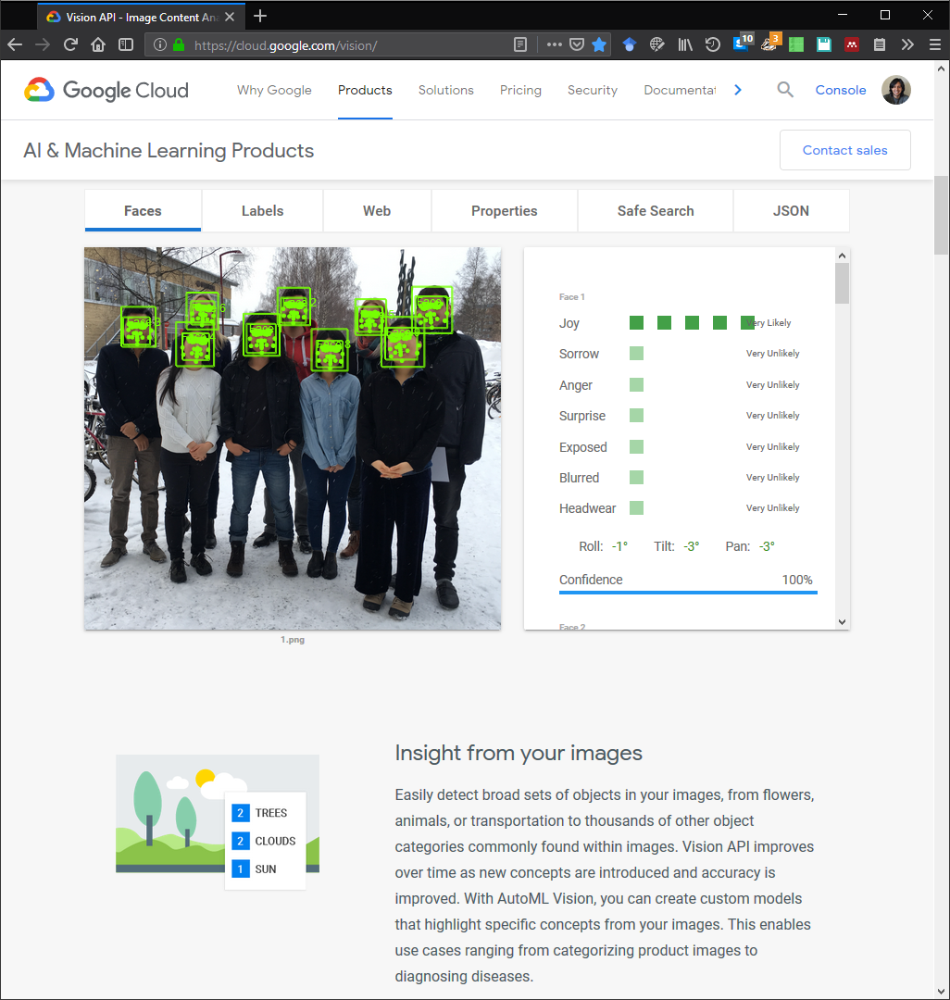 Vision API - Image Content Ana
https://cloud.google.com/vision/
10
3
Google Cloud
Why Google
Products
Solutions
Pricing
Security
Documentat
Console
AI & Machine Learning Products
Contact sales
Faces
Labels
Web
Properties
Safe Search
JSON
Face 2
Face 3
Face 8
Face 1
Joy Very Likely
Sorrow Very Unlikely
Anger Very Unlikely
Surprise Very Unlikely
Exposed Very Unlikely
Blurred Very Unlikely
Headwear Very Unlikely
Roll: -1° Tilt: -3° Pan: -3°
Confidence 100%
Face 2
1.png
2 TREES
2 CLOUDS
1 SUN
Insight from your images
Easily detect broad sets of objects in your images, from flowers,
animals, or transportation to thousands of other object
categories commonly found within images. Vision API improves
over time as new concepts are introduced and accuracy is
improved. With AutoML Vision, you can create custom models
that highlight specific concepts from your images. This enables
use cases ranging from categorizing product images to
diagnosing diseases.